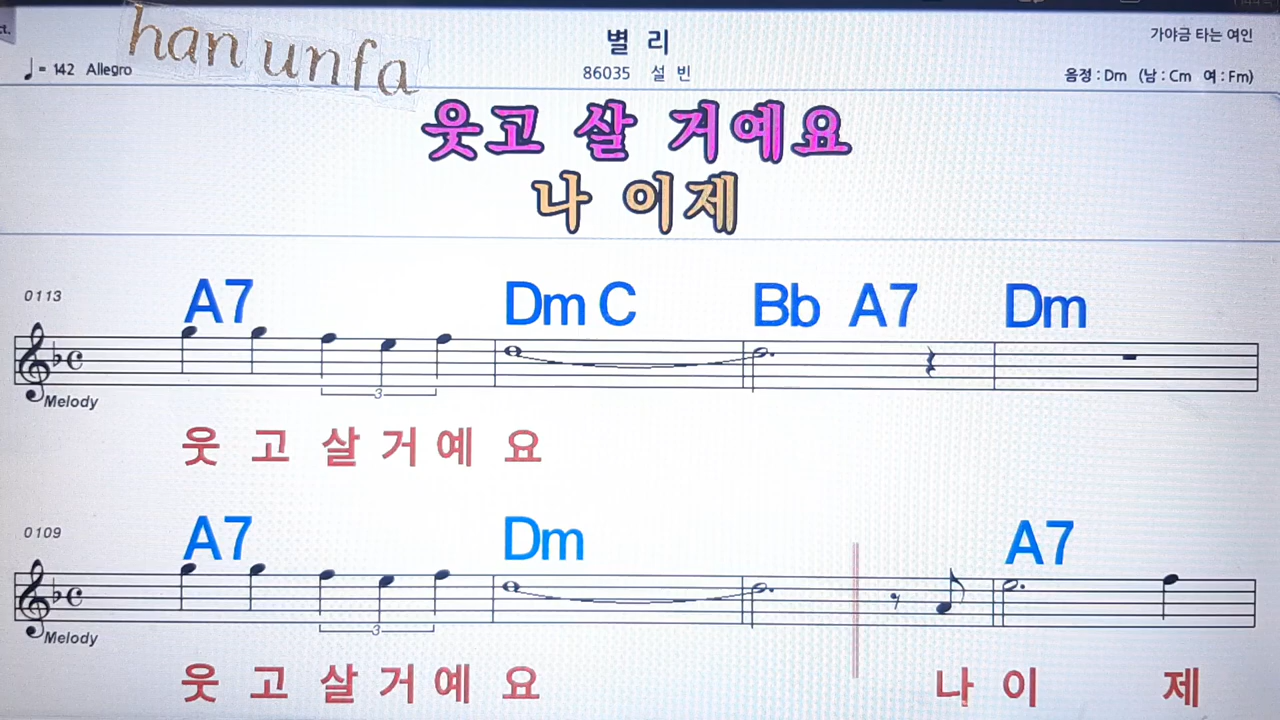 ct.
han unfa
별 리
가야금 타는 여인
♩= 142 Allegro
86035 설 빈
음정 : Dm (남 : Cm 여 : Fm)
웃고 살 거예요
나 이제
0113
A7 Dm C Bb A7 Dm
3
Melody
웃 고 살 거 예 요
0109
A7 Dm A7
3
Melody
웃 고 살 거 예 요 나 이 제